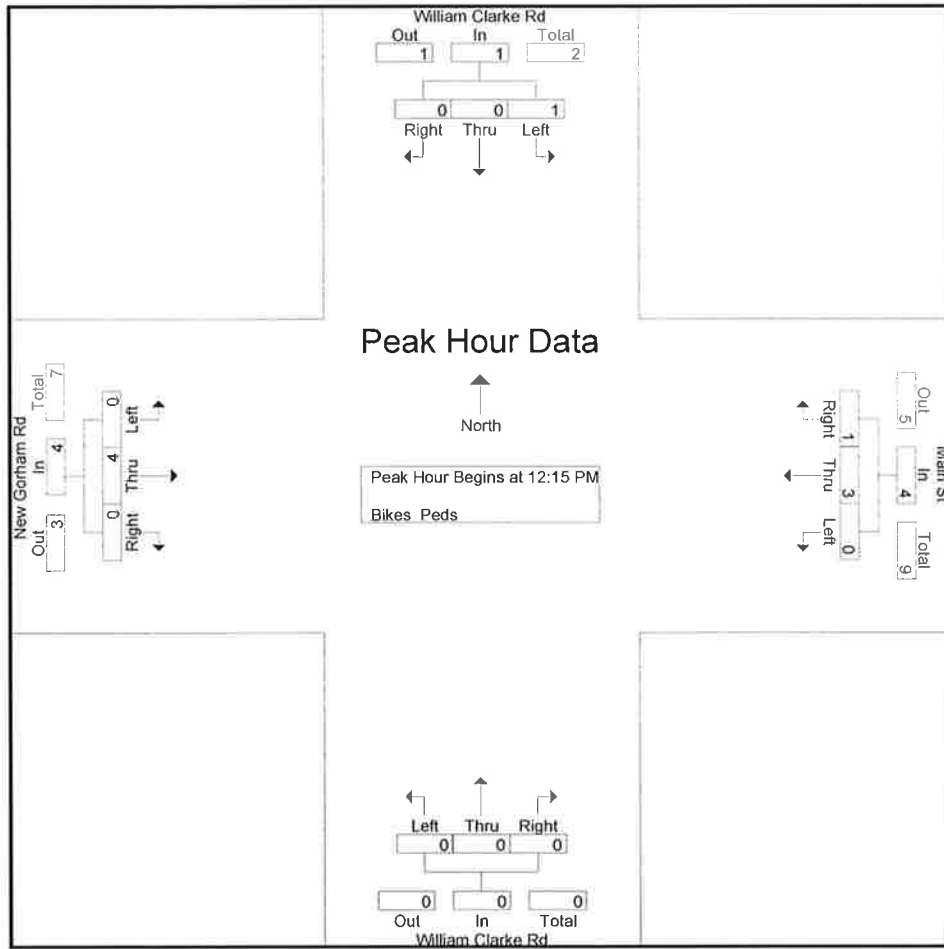 William Clarke Rd
Out In Total
1 1 2
0 0 1
Right Thru Left
Peak Hour Data
North
Peak Hour Begins at 12:15 PM
Bikes Peds
New Gorham Rd
Out In Total
3 4 7
0 4 0
Right Thru Left
Right Thru Left
1 3 0
Out In Total
5 4 9
Main St
Left Thru Right
0 0 0
0 0 0
Out In Total
William Clarke Rd